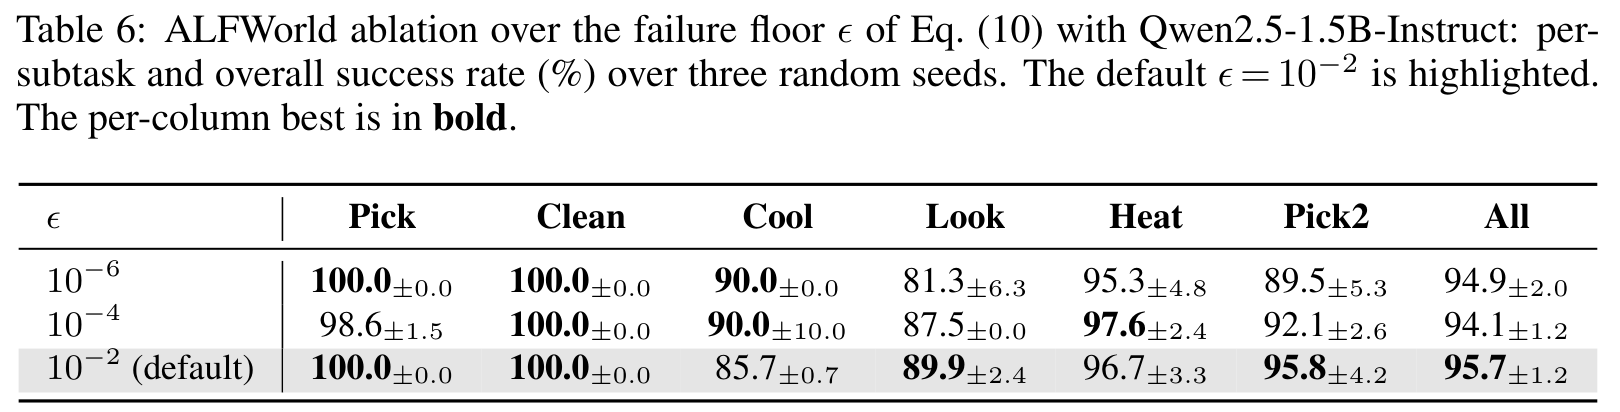 Table 6: ALFWorld ablation over the failure floor ϵ of Eq. (10) with Qwen2.5-1.5B-Instruct: per-
subtask and overall success rate (%) over three random seeds. The default ϵ = 10⁻² is highlighted.
The per-column best is in bold.
ϵ Pick Clean Cool Look Heat Pick2 All
10⁻⁶ 100.0±0.0 100.0±0.0 90.0±0.0 81.3±6.3 95.3±4.8 89.5±5.3 94.9±2.0
10⁻⁴ 98.6±1.5 100.0±0.0 90.0±10.0 87.5±0.0 97.6±2.4 92.1±2.6 94.1±1.2
10⁻² (default) 100.0±0.0 100.0±0.0 85.7±0.7 89.9±2.4 96.7±3.3 95.8±4.2 95.7±1.2